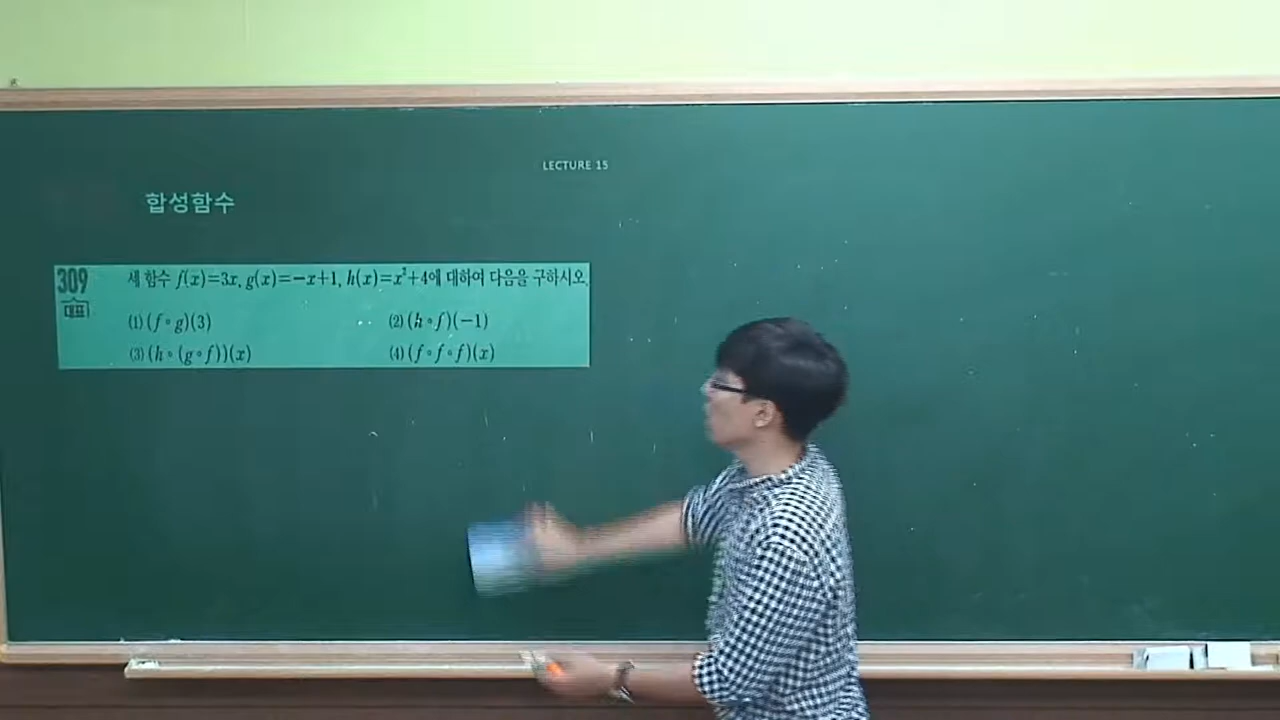 LECTURE 15
합성함수
309 세 함수 f(x)=3x, g(x)=−x+1, h(x)=x²+4에 대하여 다음을 구하시오.
대표
(1) (f∘g)(3) (2) (h∘f)(−1)
(3) (h∘(g∘f))(x) (4) (f∘f∘f)(x)